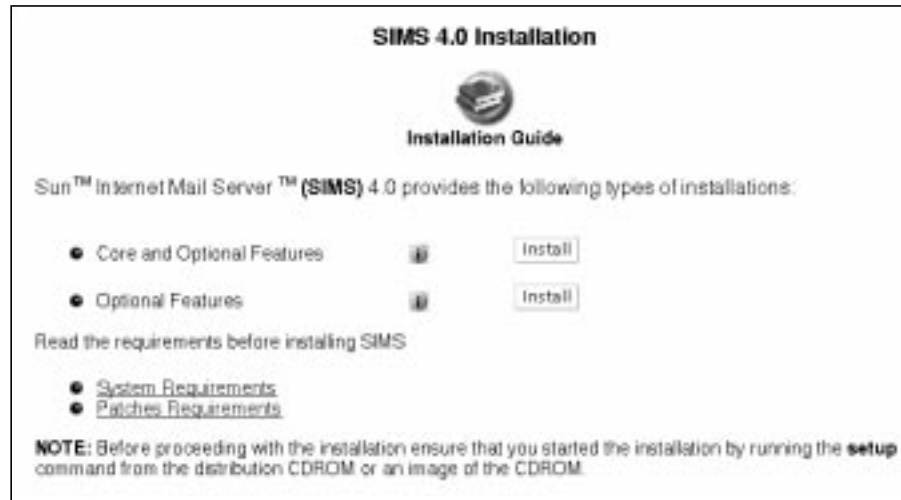 SIMS 4.0 Installation
Installation Guide
Sun™ Internet Mail Server ™ (SIMS) 4.0 provides the following types of installations:
Core and Optional Features Install
Optional Features Install
Read the requirements before installing SIMS
System Requirements
Patches Requirements
NOTE: Before proceeding with the installation ensure that you started the installation by running the setup
command from the distribution CDROM or an image of the CDROM.